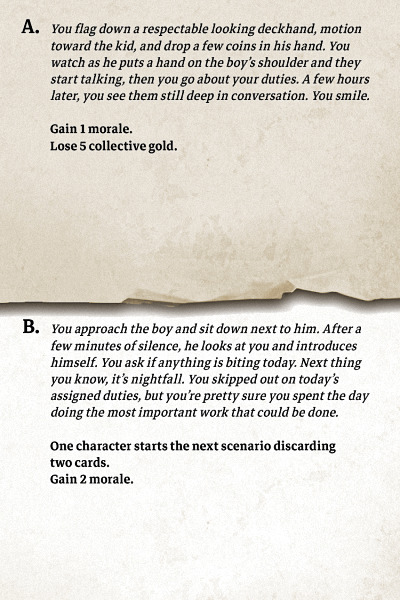 A. You flag down a respectable looking deckhand, motion
toward the kid, and drop a few coins in his hand. You
watch as he puts a hand on the boy's shoulder and they
start talking, then you go about your duties. A few hours
later, you see them still deep in conversation. You smile.
Gain 1 morale.
Lose 5 collective gold.
B. You approach the boy and sit down next to him. After a
few minutes of silence, he looks at you and introduces
himself. You ask if anything is biting today. Next thing
you know, it's nightfall. You skipped out on today's
assigned duties, but you're pretty sure you spent the day
doing the most important work that could be done.
One character starts the next scenario discarding
two cards.
Gain 2 morale.